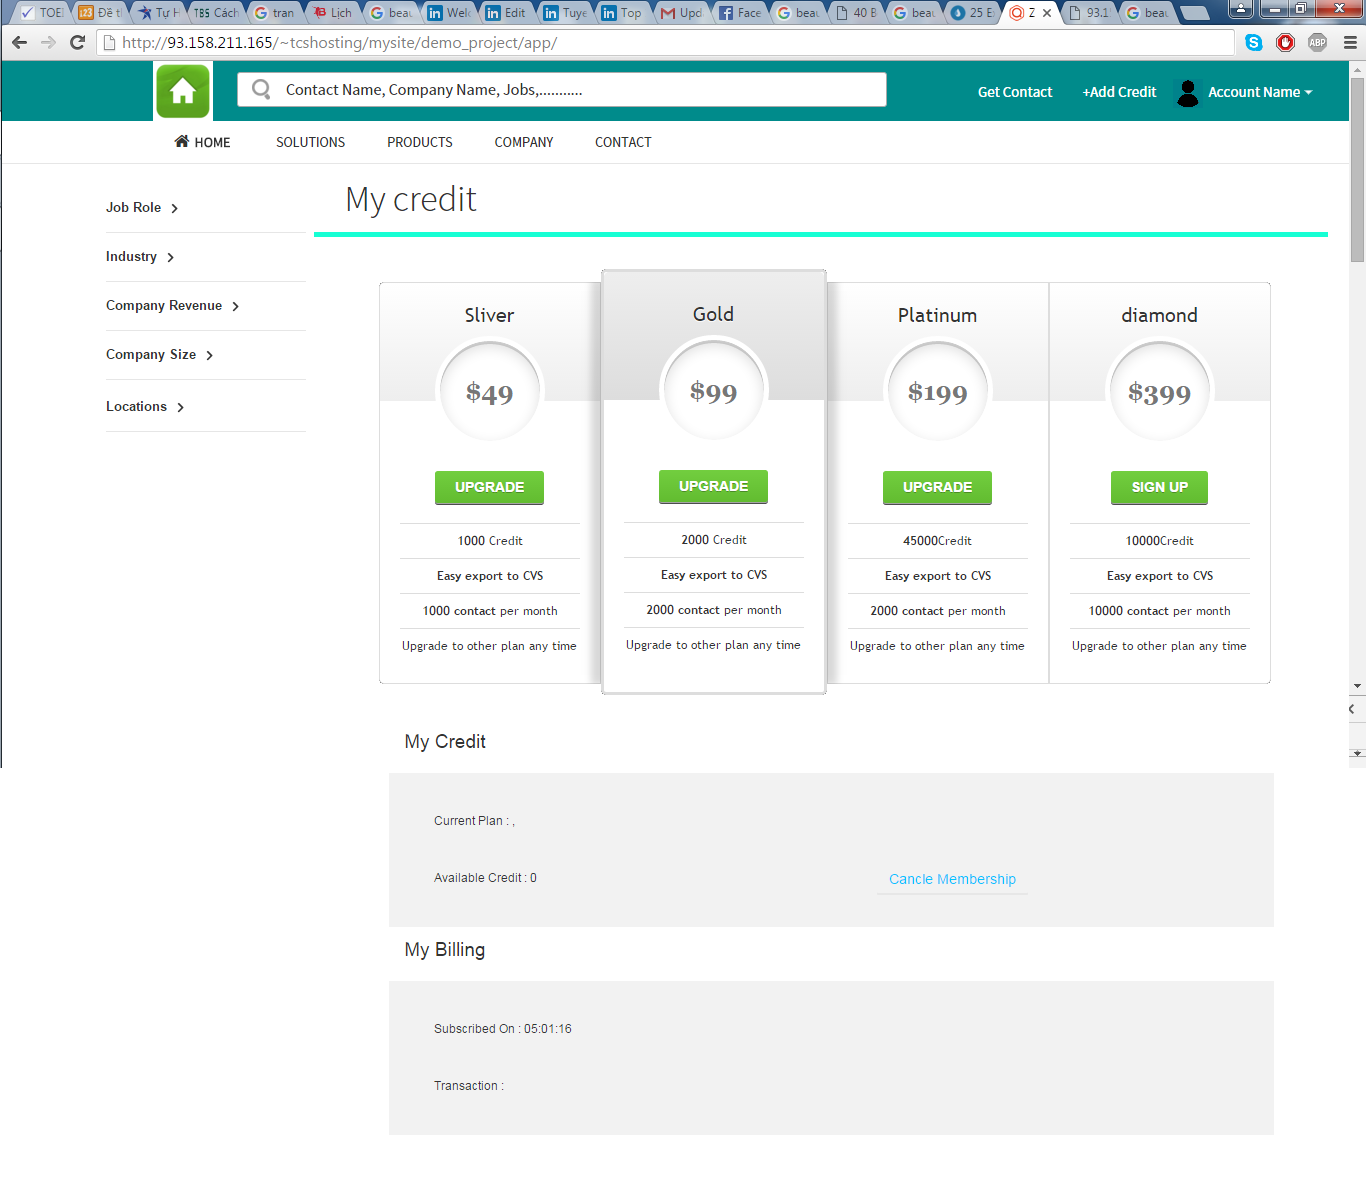 TOEI Đề th Tự H TBS Cách tran Lịch beau Welc Edit Tuye Top Upd Face beau 40 B beau 25 E Z 93.1 beau
http://93.158.211.165/~tcshosting/mysite/demo_project/app/
ABP
Contact Name, Company Name, Jobs,...........
Get Contact
+Add Credit
Account Name
HOME SOLUTIONS PRODUCTS COMPANY CONTACT
Job Role
Industry
Company Revenue
Company Size
Locations
My credit
Sliver
$49
UPGRADE
1000 Credit
Easy export to CVS
1000 contact per month
Upgrade to other plan any time
Gold
$99
UPGRADE
2000 Credit
Easy export to CVS
2000 contact per month
Upgrade to other plan any time
Platinum
$199
UPGRADE
45000Credit
Easy export to CVS
2000 contact per month
Upgrade to other plan any time
diamond
$399
SIGN UP
10000Credit
Easy export to CVS
10000 contact per month
Upgrade to other plan any time
My Credit
Current Plan : ,
Available Credit : 0
Cancle Membership
My Billing
Subscribed On : 05:01:16
Transaction :